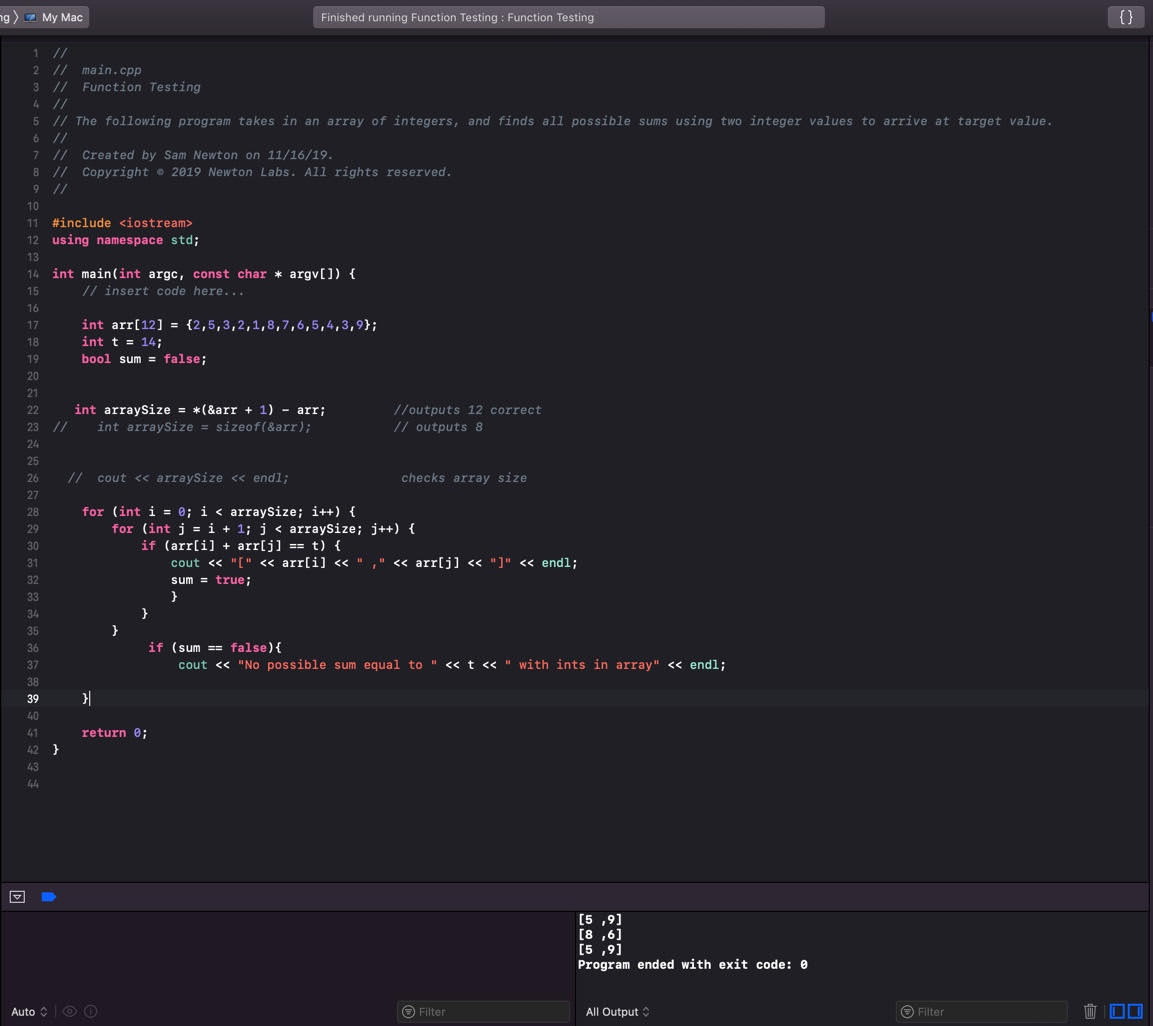 ng My Mac
Finished running Function Testing : Function Testing
{ }
1 //
2 //  main.cpp
3 //  Function Testing
4 //
5 // The following program takes in an array of integers, and finds all possible sums using two integer values to arrive at target value.
6 //
7 //  Created by Sam Newton on 11/16/19.
8 //  Copyright © 2019 Newton Labs. All rights reserved.
9 //
10
11 #include <iostream>
12 using namespace std;
13
14 int main(int argc, const char * argv[]) {
15     // insert code here...
16
17     int arr[12] = {2,5,3,2,1,8,7,6,5,4,3,9};
18     int t = 14;
19     bool sum = false;
20
21
22    int arraySize = *(&arr + 1) - arr;         //outputs 12 correct
23 //    int arraySize = sizeof(&arr);           // outputs 8
24
25
26   //  cout << arraySize << endl;               checks array size
27
28     for (int i = 0; i < arraySize; i++) {
29         for (int j = i + 1; j < arraySize; j++) {
30             if (arr[i] + arr[j] == t) {
31                 cout << "[" << arr[i] << " ," << arr[j] << "]" << endl;
32                 sum = true;
33                 }
34             }
35         }
36              if (sum == false){
37                  cout << "No possible sum equal to " << t << " with ints in array" << endl;
38
39     }
40
41     return 0;
42 }
43
44
[5 ,9]
[8 ,6]
[5 ,9]
Program ended with exit code: 0
Auto Filter All Output Filter